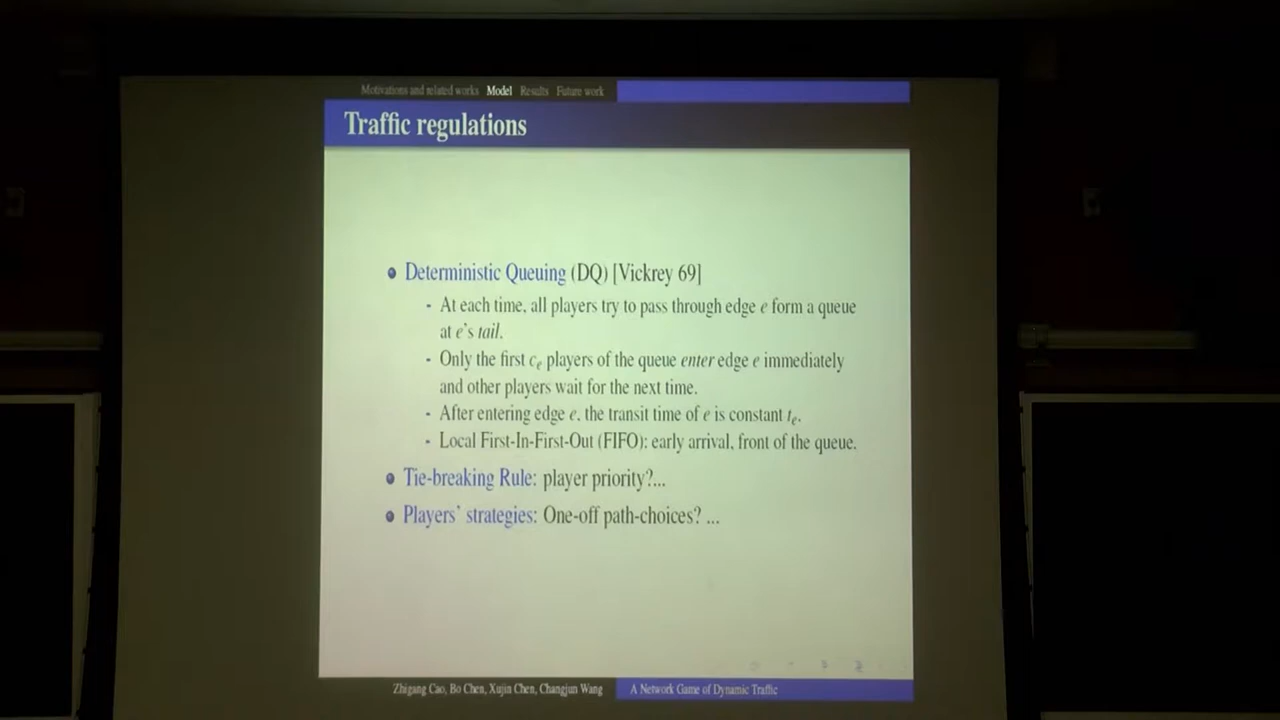 Motivations and related works Model Results Future work
Traffic regulations
Deterministic Queuing (DQ) [Vickrey 69]
- At each time, all players try to pass through edge e form a queue
at e's tail.
- Only the first cₑ players of the queue enter edge e immediately
and other players wait for the next time.
- After entering edge e, the transit time of e is constant tₑ.
- Local First-In-First-Out (FIFO): early arrival, front of the queue.
Tie-breaking Rule: player priority?...
Players' strategies: One-off path-choices? ...
Zhigang Cao, Bo Chen, Xujin Chen, Changjun Wang A Network Game of Dynamic Traffic